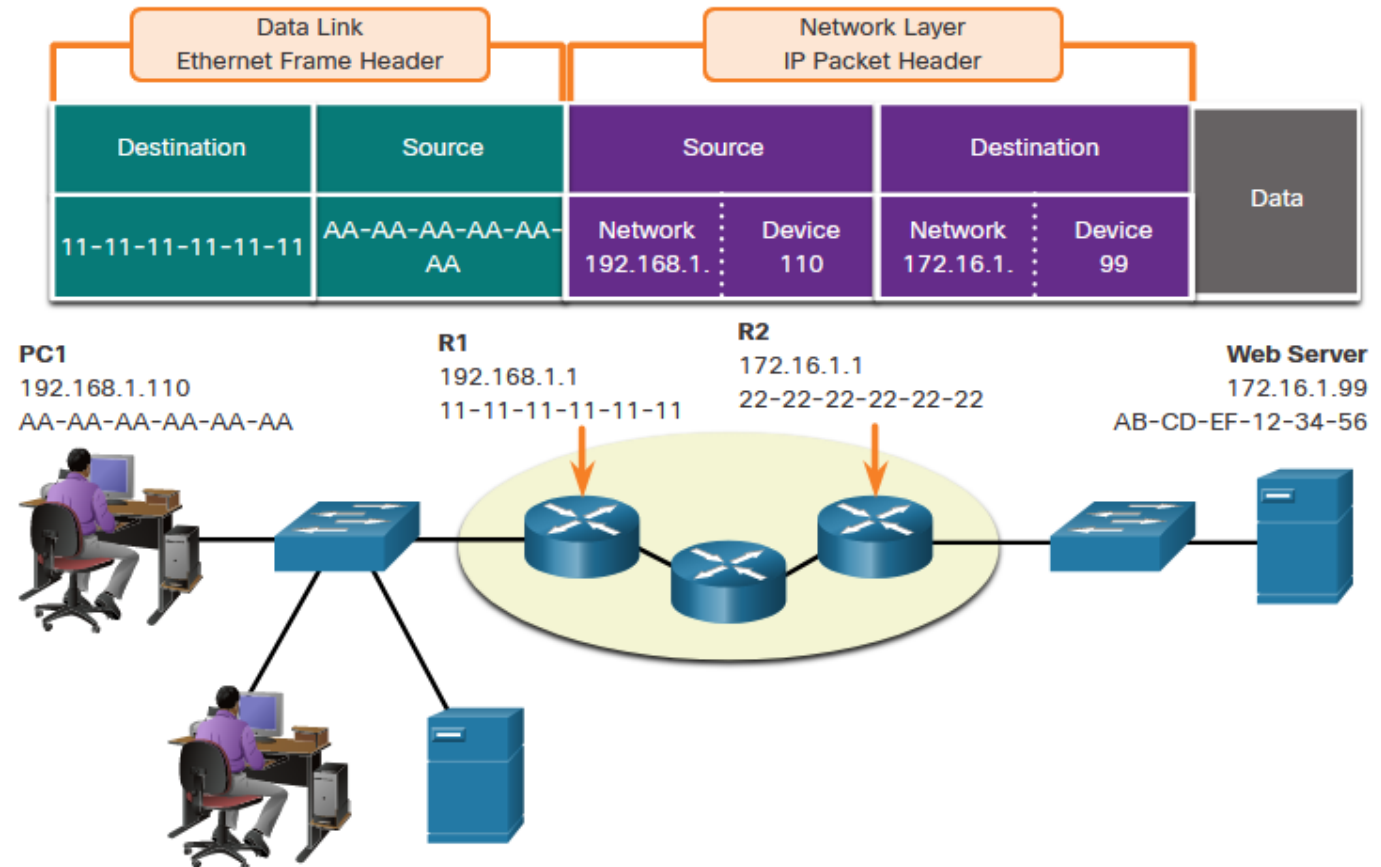 Data Link
Ethernet Frame Header
Network Layer
IP Packet Header
Destination
Source
Source
Destination
Data
11-11-11-11-11-11
AA-AA-AA-AA-AA-
AA
Network
192.168.1.
Device
110
Network
172.16.1.
Device
99
PC1
192.168.1.110
AA-AA-AA-AA-AA-AA
R1
192.168.1.1
11-11-11-11-11-11
R2
172.16.1.1
22-22-22-22-22-22
Web Server
172.16.1.99
AB-CD-EF-12-34-56